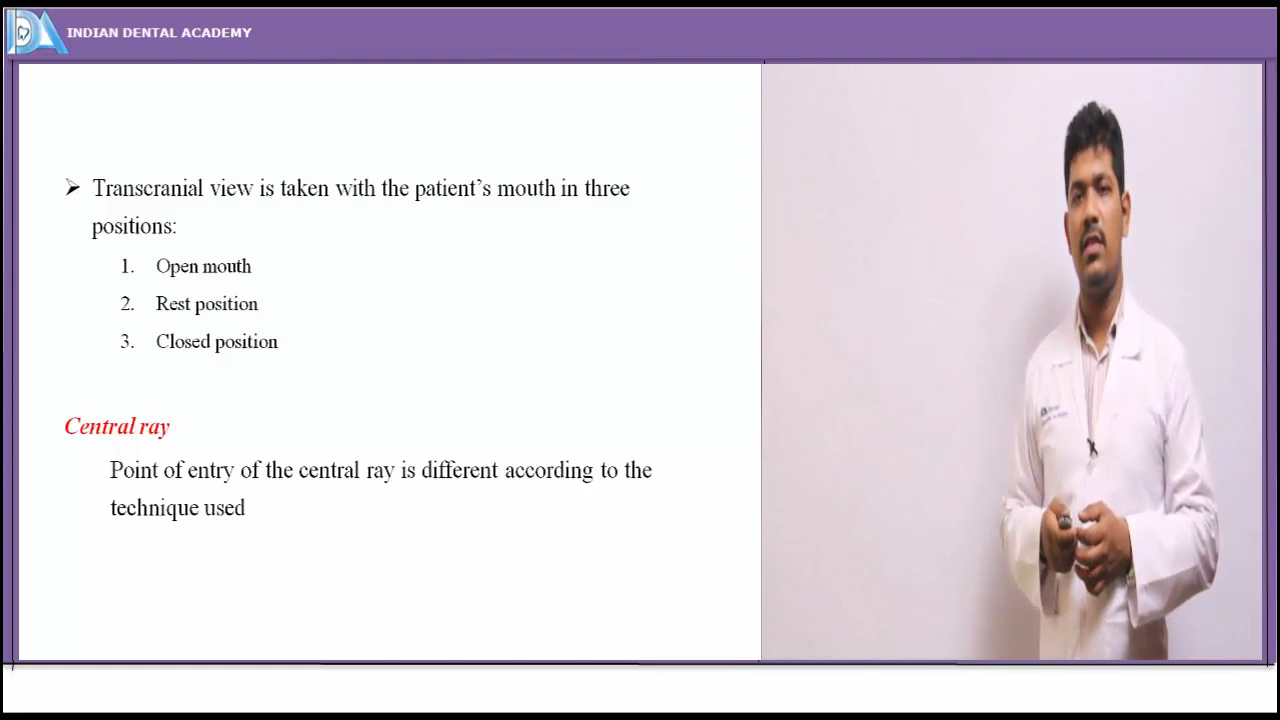 INDIAN DENTAL ACADEMY
➢ Transcranial view is taken with the patient's mouth in three
positions:
1. Open mouth
2. Rest position
3. Closed position
Central ray
Point of entry of the central ray is different according to the
technique used